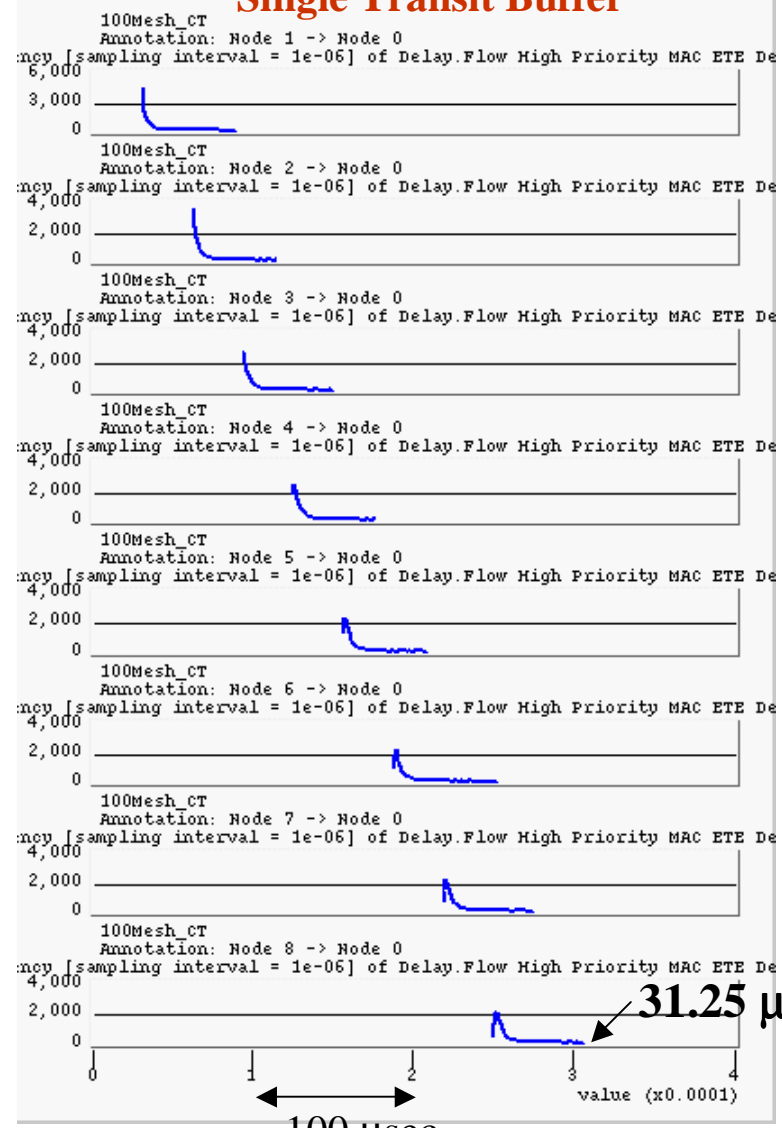 Single Transit Buffer
100Mesh_CT
Annotation: Node 1 -> Node 0
ncy [sampling interval = 1e-06] of Delay.Flow High Priority MAC ETE De
6,000
3,000
0
100Mesh_CT
Annotation: Node 2 -> Node 0
ncy [sampling interval = 1e-06] of Delay.Flow High Priority MAC ETE De
4,000
2,000
0
100Mesh_CT
Annotation: Node 3 -> Node 0
ncy [sampling interval = 1e-06] of Delay.Flow High Priority MAC ETE De
4,000
2,000
0
100Mesh_CT
Annotation: Node 4 -> Node 0
ncy [sampling interval = 1e-06] of Delay.Flow High Priority MAC ETE De
4,000
2,000
0
100Mesh_CT
Annotation: Node 5 -> Node 0
ncy [sampling interval = 1e-06] of Delay.Flow High Priority MAC ETE De
4,000
2,000
0
100Mesh_CT
Annotation: Node 6 -> Node 0
ncy [sampling interval = 1e-06] of Delay.Flow High Priority MAC ETE De
4,000
2,000
0
100Mesh_CT
Annotation: Node 7 -> Node 0
ncy [sampling interval = 1e-06] of Delay.Flow High Priority MAC ETE De
4,000
2,000
0
100Mesh_CT
Annotation: Node 8 -> Node 0
ncy [sampling interval = 1e-06] of Delay.Flow High Priority MAC ETE De
4,000
2,000
0
31.25 μ
0 1 2 3 4
value (x0.0001)
100 μsec